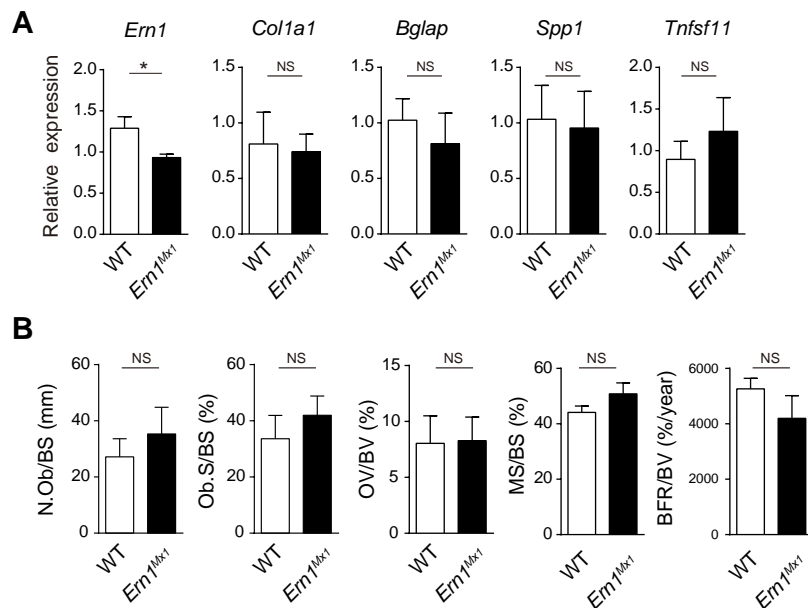 A
Ern1 Col1a1 Bglap Spp1 Tnfsf11
Relative expression
2.0
1.5
1.0
0.5
0.0
*
WT
Ern1Mx1
1.5
1.0
0.5
0.0
NS
WT
Ern1Mx1
1.5
1.0
0.5
0.0
NS
WT
Ern1Mx1
1.5
1.0
0.5
0.0
NS
WT
Ern1Mx1
2.0
1.5
1.0
0.5
0.0
NS
WT
Ern1Mx1
B
N.Ob/BS (mm)
60
40
20
0
NS
WT
Ern1Mx1
Ob.S/BS (%)
60
40
20
0
NS
WT
Ern1Mx1
OV/BV (%)
15
10
5
0
NS
WT
Ern1Mx1
MS/BS (%)
60
40
20
0
NS
WT
Ern1Mx1
BFR/BV (%/year)
6000
4000
2000
0
NS
WT
Ern1Mx1